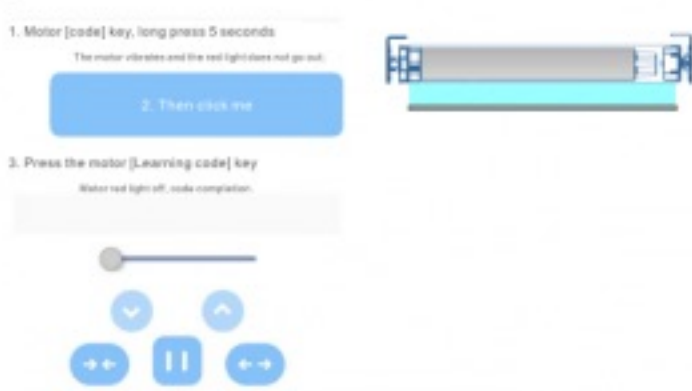 1. Motor [code] key, long press 5 seconds
The motor vibrates and the red light does not go out.
2. Then click me
3. Press the motor [Learning code] key
Motor red light off, code completion.